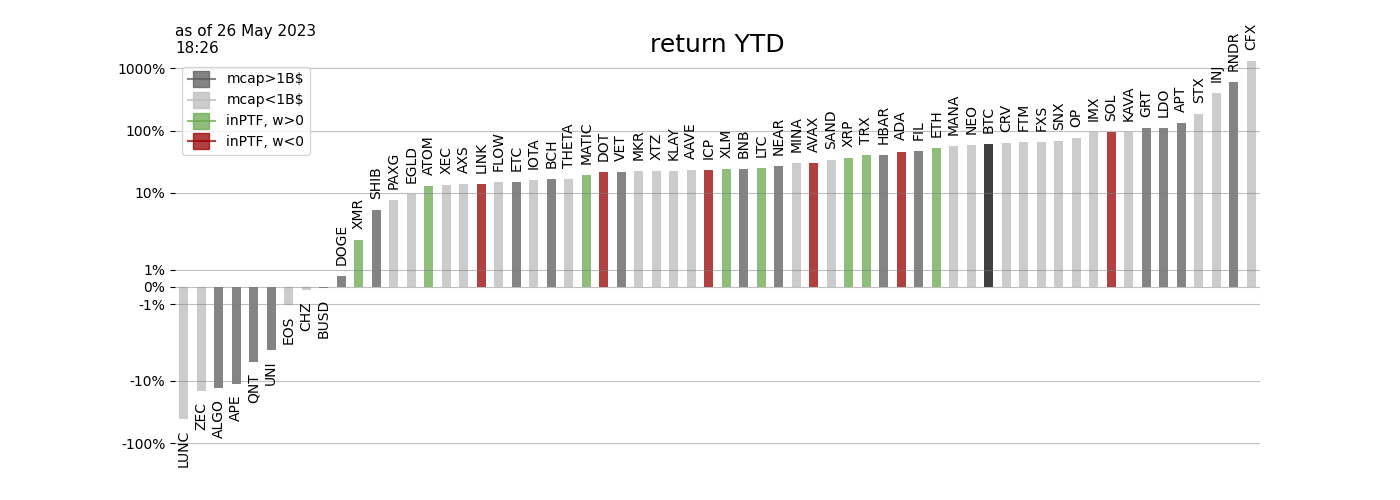 as of 26 May 2023
18:26
return YTD
mcap>1B$
mcap<1B$
inPTF, w>0
inPTF, w<0
1000%
100%
10%
1%
0%
-1%
-10%
-100%
LUNC
ZEC
ALGO
APE
QNT
UNI
EOS
CHZ
BUSD
DOGE
XMR
SHIB
PAXG
EGLD
ATOM
XEC
AXS
LINK
FLOW
ETC
IOTA
BCH
THETA
MATIC
DOT
VET
MKR
XTZ
KLAY
AAVE
ICP
XLM
BNB
LTC
NEAR
MINA
AVAX
SAND
XRP
TRX
HBAR
ADA
FIL
ETH
MANA
NEO
BTC
CRV
FTM
FXS
SNX
OP
IMX
SOL
KAVA
GRT
LDO
APT
STX
INJ
RNDR
CFX